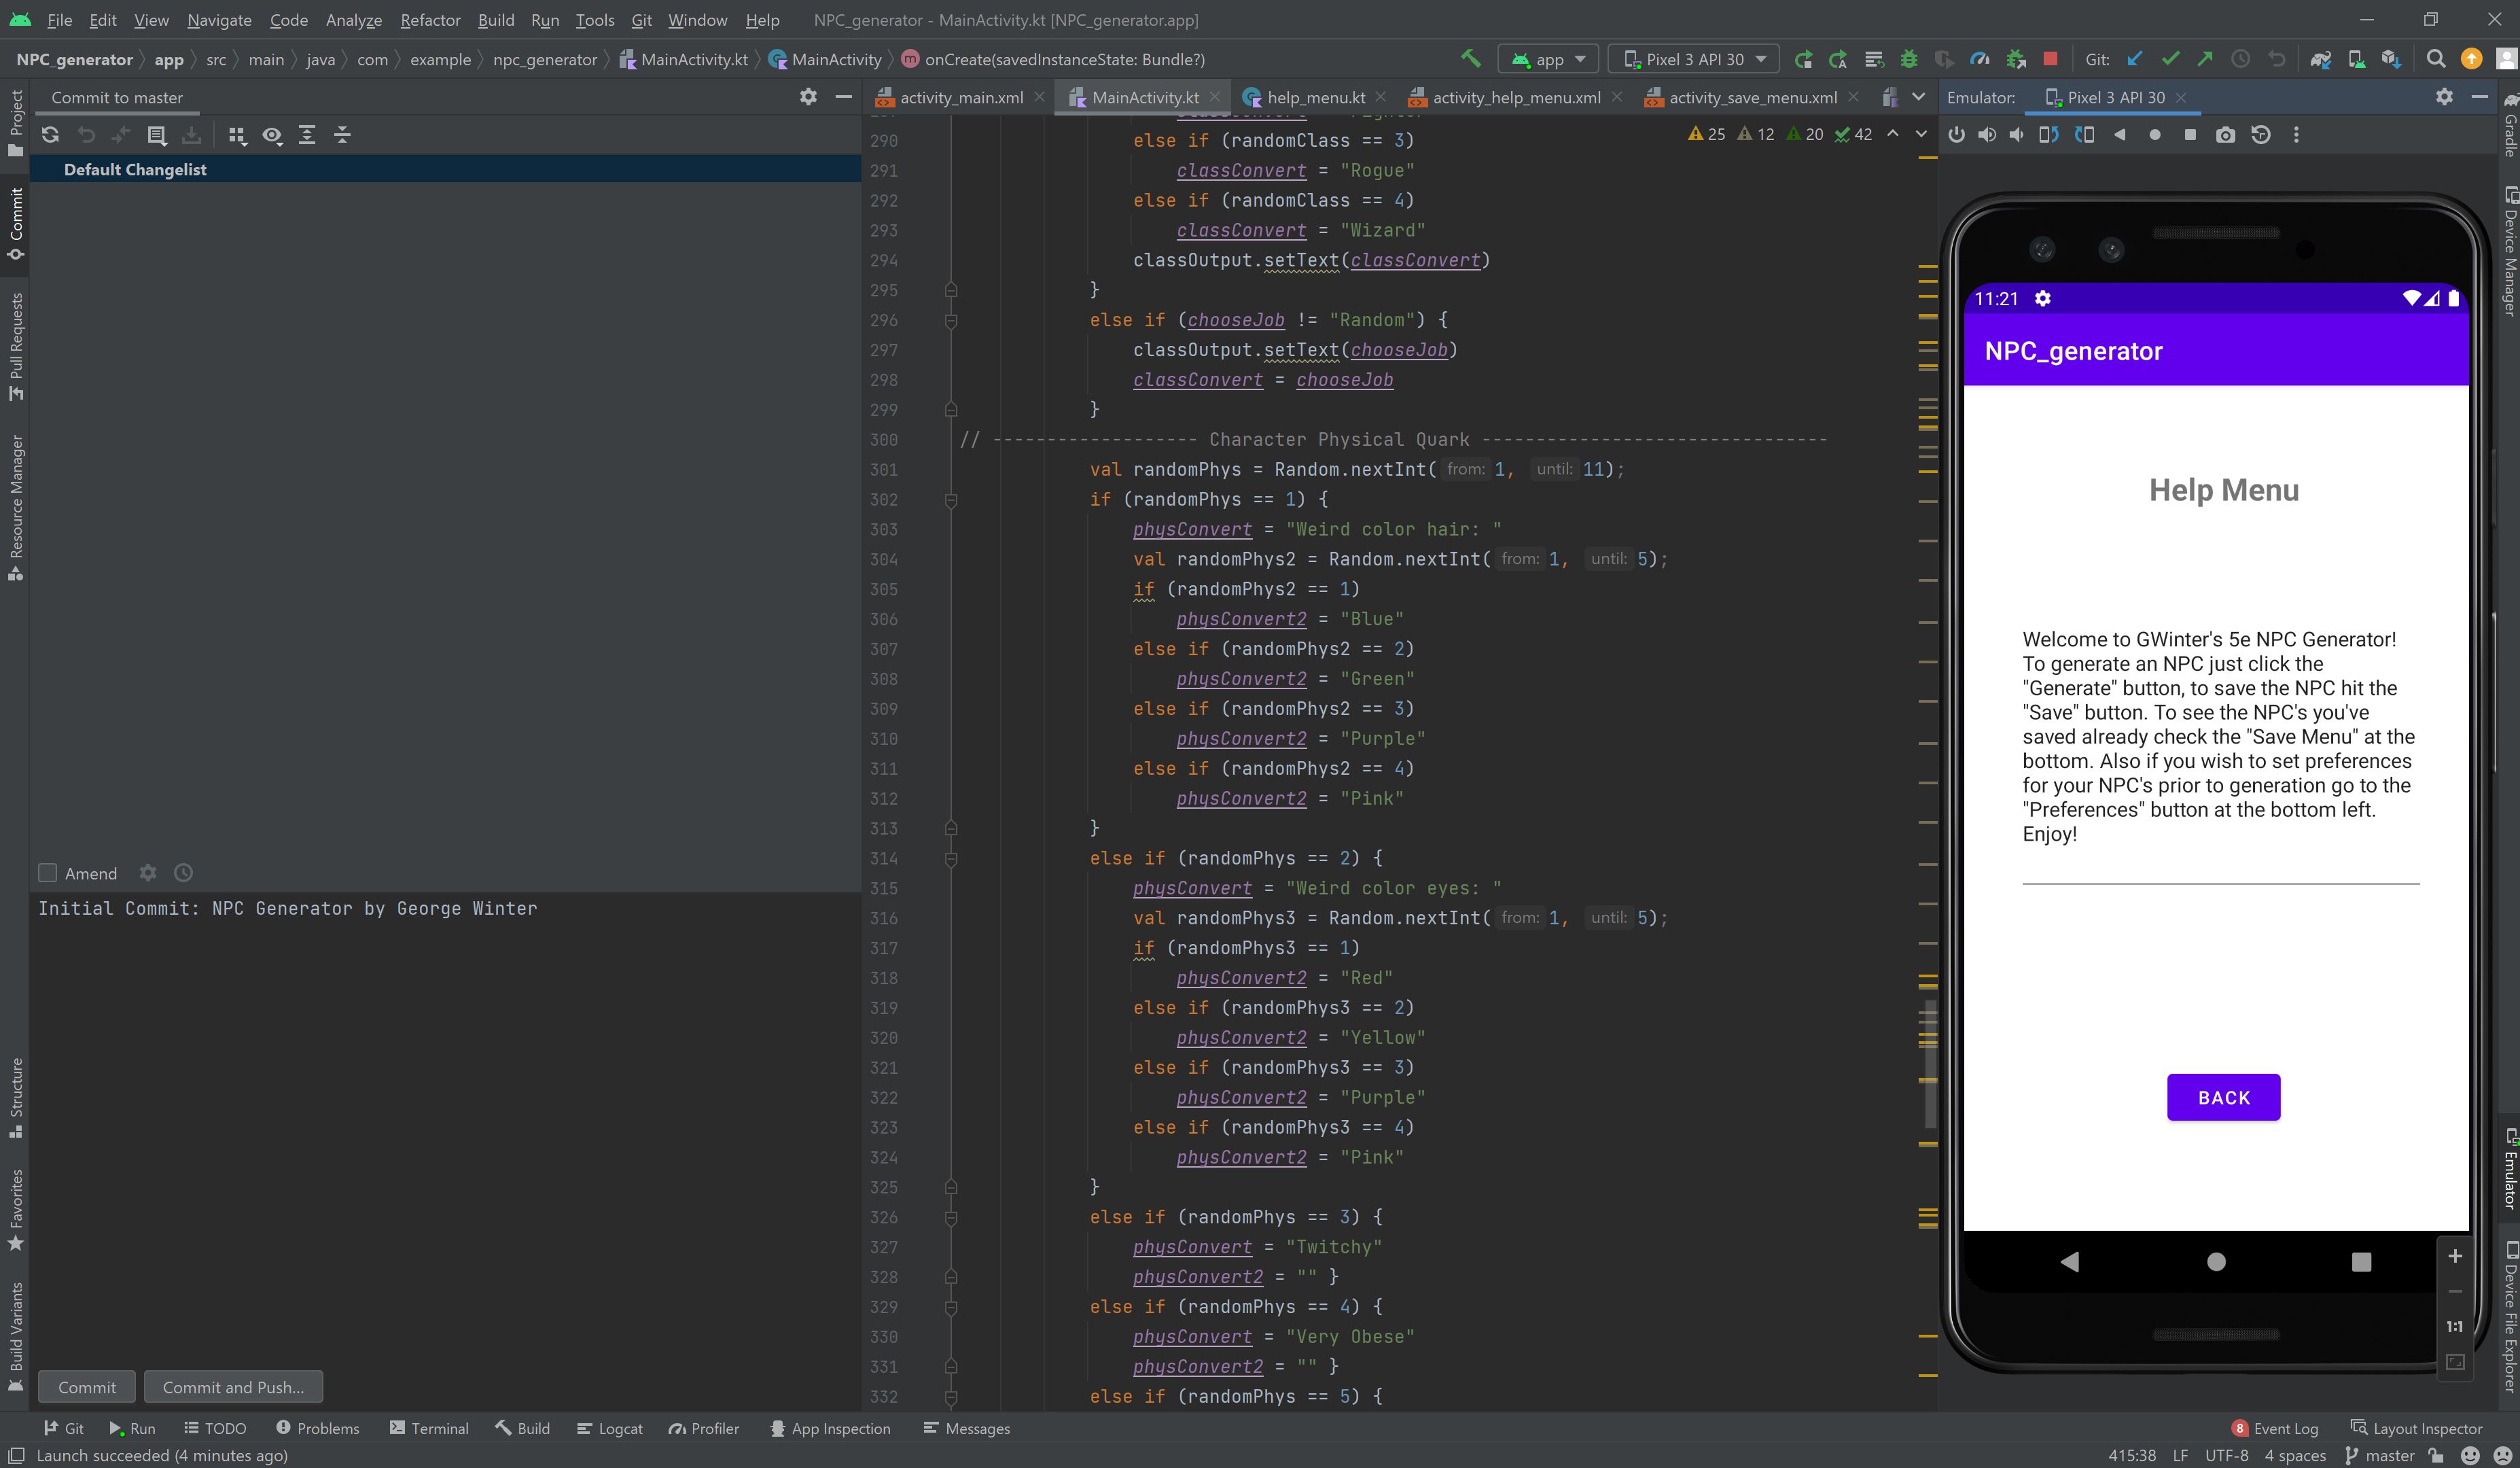 File Edit View Navigate Code Analyze Refactor Build Run Tools Git Window Help NPC_generator - MainActivity.kt [NPC_generator.app]
NPC_generator app src main java com example npc_generator MainActivity.kt MainActivity onCreate(savedInstanceState: Bundle?) app Pixel 3 API 30 Git:
Commit to master
activity_main.xml MainActivity.kt help_menu.kt activity_help_menu.xml activity_save_menu.xml
Emulator: Pixel 3 API 30
Default Changelist
25 12 20 42
290 else if (randomClass == 3)
291 classConvert = "Rogue"
292 else if (randomClass == 4)
293 classConvert = "Wizard"
294 classOutput.setText(classConvert)
295 }
296 else if (chooseJob != "Random") {
297 classOutput.setText(chooseJob)
298 classConvert = chooseJob
299 }
300 // ------------------- Character Physical Quark --------------------------------
301 val randomPhys = Random.nextInt( from: 1, until: 11);
302 if (randomPhys == 1) {
303 physConvert = "Weird color hair: "
304 val randomPhys2 = Random.nextInt( from: 1, until: 5);
305 if (randomPhys2 == 1)
306 physConvert2 = "Blue"
307 else if (randomPhys2 == 2)
308 physConvert2 = "Green"
309 else if (randomPhys2 == 3)
310 physConvert2 = "Purple"
311 else if (randomPhys2 == 4)
312 physConvert2 = "Pink"
313 }
314 else if (randomPhys == 2) {
315 physConvert = "Weird color eyes: "
316 val randomPhys3 = Random.nextInt( from: 1, until: 5);
317 if (randomPhys3 == 1)
318 physConvert2 = "Red"
319 else if (randomPhys3 == 2)
320 physConvert2 = "Yellow"
321 else if (randomPhys3 == 3)
322 physConvert2 = "Purple"
323 else if (randomPhys3 == 4)
324 physConvert2 = "Pink"
325 }
326 else if (randomPhys == 3) {
327 physConvert = "Twitchy"
328 physConvert2 = "" }
329 else if (randomPhys == 4) {
330 physConvert = "Very Obese"
331 physConvert2 = "" }
332 else if (randomPhys == 5) {
Amend
Initial Commit: NPC Generator by George Winter
Commit Commit and Push...
11:21
NPC_generator
Help Menu
Welcome to GWinter's 5e NPC Generator!
To generate an NPC just click the
"Generate" button, to save the NPC hit the
"Save" button. To see the NPC's you've
saved already check the "Save Menu" at the
bottom. Also if you wish to set preferences
for your NPC's prior to generation go to the
"Preferences" button at the bottom left.
Enjoy!
BACK
1:1
Project
Commit
Pull Requests
Resource Manager
Structure
Favorites
Build Variants
Gradle
Device Manager
Emulator
Device File Explorer
Git Run TODO Problems Terminal Build Logcat Profiler App Inspection Messages 8 Event Log Layout Inspector
Launch succeeded (4 minutes ago) 415:38 LF UTF-8 4 spaces master